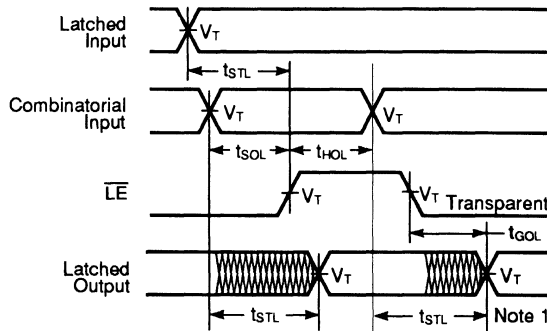 Latched
Input
V_T
t_STL
Combinatorial
Input
V_T
V_T
t_SOL
t_HOL
L̅E̅
V_T
V_T
Transparent
t_GOL
Latched
Output
V_T
V_T
t_STL
t_STL
Note 1